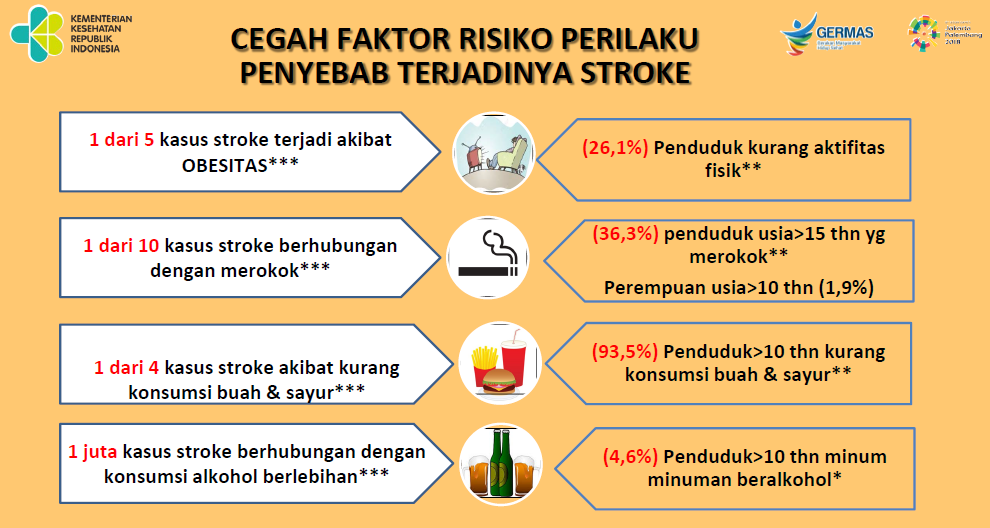 KEMENTERIAN
KESEHATAN
REPUBLIK
INDONESIA
CEGAH FAKTOR RISIKO PERILAKU
PENYEBAB TERJADINYA STROKE
GERMAS
Gerakan Masyarakat
Hidup Sehat
Jakarta
Palembang
2018
1 dari 5 kasus stroke terjadi akibat
OBESITAS***
(26,1%) Penduduk kurang aktifitas
fisik**
1 dari 10 kasus stroke berhubungan
dengan merokok***
(36,3%) penduduk usia>15 thn yg
merokok**
Perempuan usia>10 thn (1,9%)
1 dari 4 kasus stroke akibat kurang
konsumsi buah & sayur***
(93,5%) Penduduk>10 thn kurang
konsumsi buah & sayur**
1 juta kasus stroke berhubungan dengan
konsumsi alkohol berlebihan***
(4,6%) Penduduk>10 thn minum
minuman beralkohol*